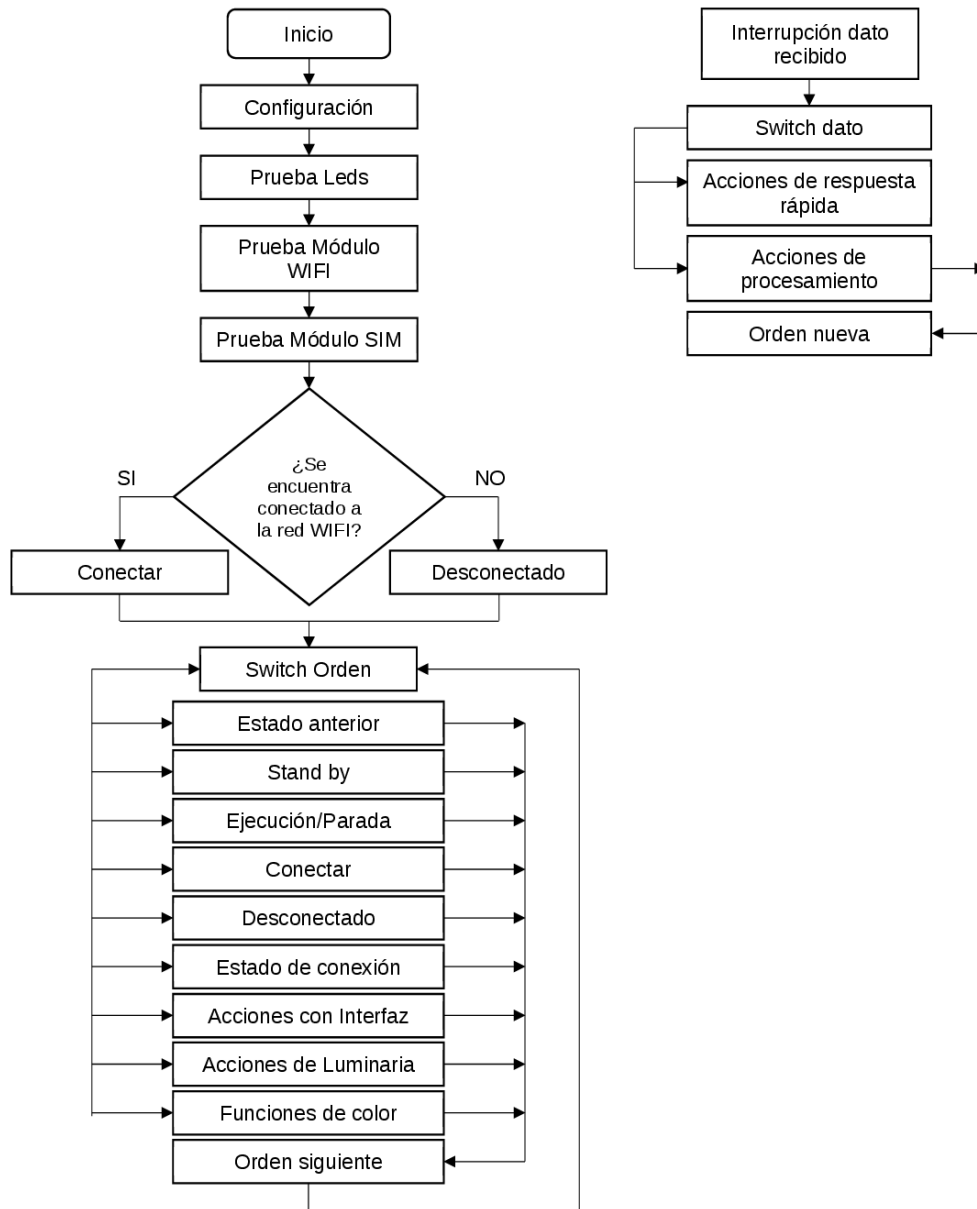 Inicio
Configuración
Prueba Leds
Prueba Módulo
WIFI
Prueba Módulo SIM
¿Se
encuentra
conectado a
la red WIFI?
SI
NO
Conectar
Desconectado
Switch Orden
Estado anterior
Stand by
Ejecución/Parada
Conectar
Desconectado
Estado de conexión
Acciones con Interfaz
Acciones de Luminaria
Funciones de color
Orden siguiente
Interrupción dato
recibido
Switch dato
Acciones de respuesta
rápida
Acciones de
procesamiento
Orden nueva